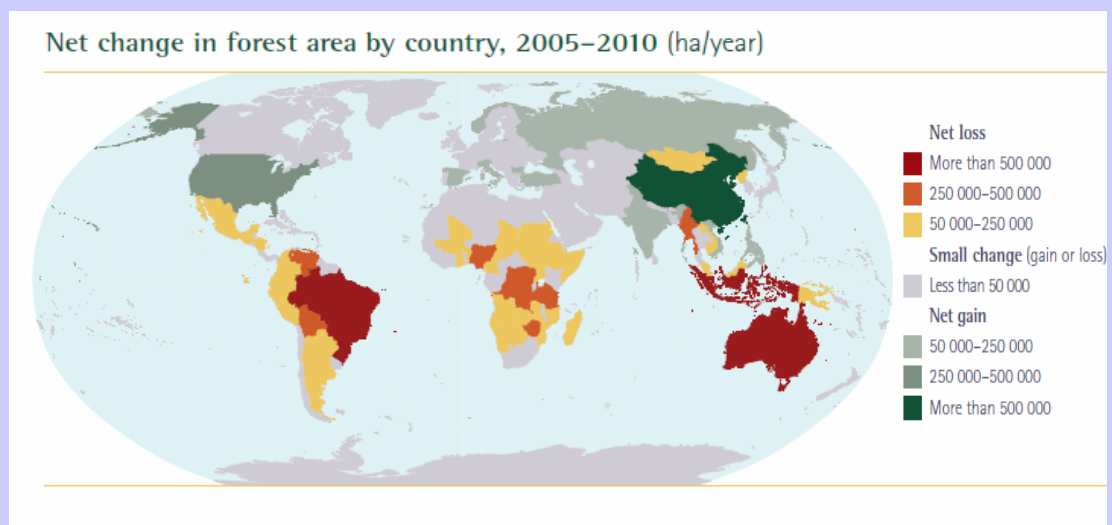 Net change in forest area by country, 2005–2010 (ha/year)
Net loss
More than 500 000
250 000–500 000
50 000–250 000
Small change (gain or loss)
Less than 50 000
Net gain
50 000–250 000
250 000–500 000
More than 500 000